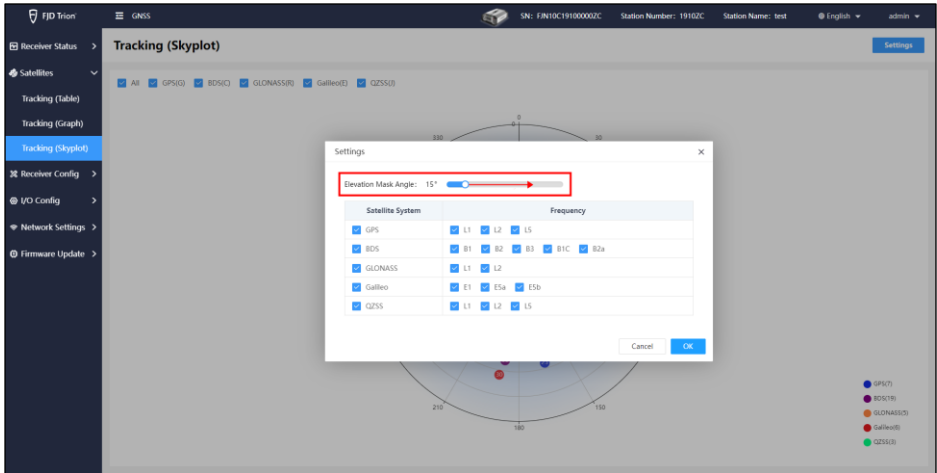 FJD Trion
GNSS
SN: FJN10C19100000ZC
Station Number: 1910ZC
Station Name: test
English
admin
Receiver Status
Satellites
Tracking (Table)
Tracking (Graph)
Tracking (Skyplot)
Receiver Config
I/O Config
Network Settings
Firmware Update
Tracking (Skyplot)
Settings
All GPS(G) BDS(C) GLONASS(R) Galileo(E) QZSS(J)
0
0
330
30
Settings
Elevation Mask Angle: 15°
Satellite System Frequency
GPS L1 L2 L5
BDS B1 B2 B3 B1C B2a
GLONASS L1 L2
Galileo E1 E5a E5b
QZSS L1 L2 L5
Cancel OK
210
150
180
GPS(7)
BDS(19)
GLONASS(5)
Galileo(8)
QZSS(3)